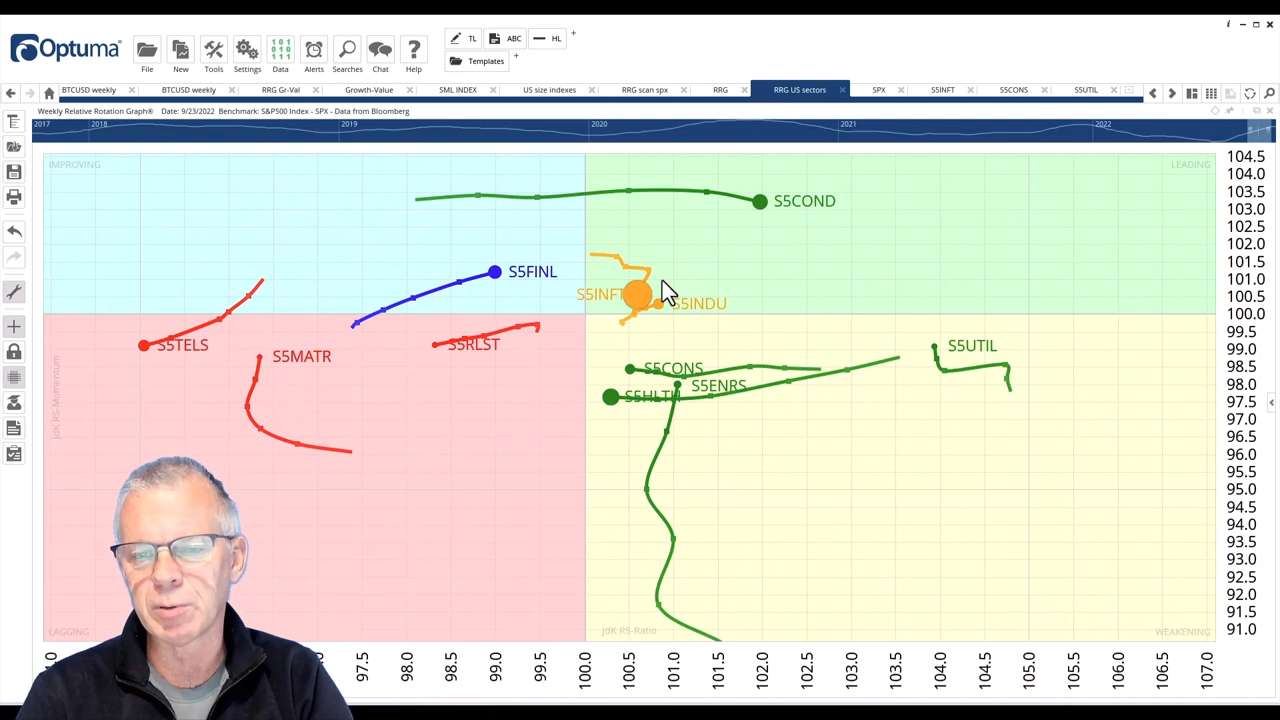 Optuma®
File New Tools Settings Data Alerts Searches Chat Help
TL ABC HL +
Templates +
i
BTCUSD weekly BTCUSD weekly RRG Gr-Val Growth-Value SML INDEX US size indexes RRG scan spx RRG RRG US sectors SPX S5INFT S5CONS S5UTIL
Weekly Relative Rotation Graph® Date: 9/23/2022 Benchmark: S&P500 Index - SPX - Data from Bloomberg
2017 2018 2019 2020 2021 2022
IMPROVING
LEADING
S5COND
S5FINL
S5INFT
S5INDU
S5TELS
S5MATR
S5RLST
S5CONS
S5ENRS
S5HLTH
S5UTIL
JdK RS-Momentum
LAGGING
JdK RS-Ratio
WEAKENING
104.5
104.0
103.5
103.0
102.5
102.0
101.5
101.0
100.5
100.0
99.5
99.0
98.5
98.0
97.5
97.0
96.5
96.0
95.5
95.0
94.5
94.0
93.5
93.0
92.5
92.0
91.5
91.0
97.5 98.0 98.5 99.0 99.5 100.0 100.5 101.0 101.5 102.0 102.5 103.0 103.5 104.0 104.5 105.0 105.5 106.0 106.5 107.0